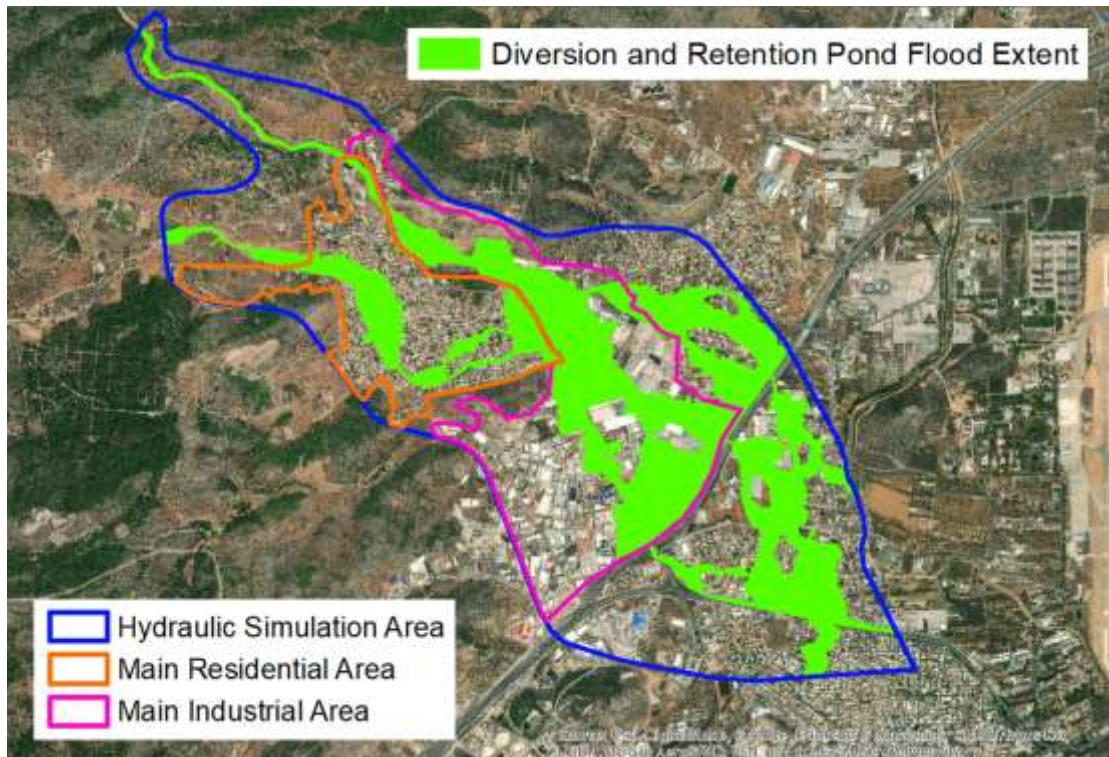 Diversion and Retention Pond Flood Extent
Hydraulic Simulation Area
Main Residential Area
Main Industrial Area